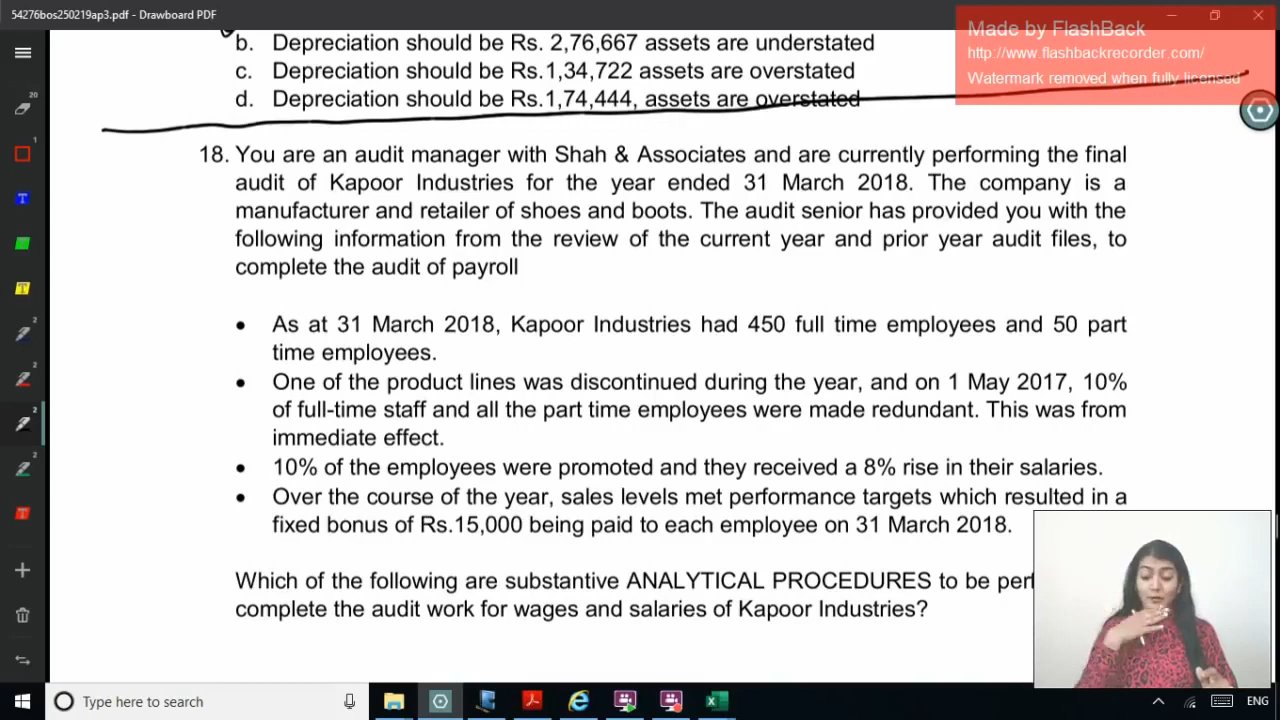 54276bos250219ap3.pdf - Drawboard PDF
Made by FlashBack
http://www.flashbackrecorder.com/
Watermark removed when fully licensed
b. Depreciation should be Rs. 2,76,667 assets are understated
c. Depreciation should be Rs.1,34,722 assets are overstated
d. Depreciation should be Rs.1,74,444, assets are overstated
18. You are an audit manager with Shah & Associates and are currently performing the final
audit of Kapoor Industries for the year ended 31 March 2018. The company is a
manufacturer and retailer of shoes and boots. The audit senior has provided you with the
following information from the review of the current year and prior year audit files, to
complete the audit of payroll
• As at 31 March 2018, Kapoor Industries had 450 full time employees and 50 part
time employees.
• One of the product lines was discontinued during the year, and on 1 May 2017, 10%
of full-time staff and all the part time employees were made redundant. This was from
immediate effect.
• 10% of the employees were promoted and they received a 8% rise in their salaries.
• Over the course of the year, sales levels met performance targets which resulted in a
fixed bonus of Rs.15,000 being paid to each employee on 31 March 2018.
Which of the following are substantive ANALYTICAL PROCEDURES to be
complete the audit work for wages and salaries of Kapoor Industries?
20
1
2
2
2
2
Type here to search
ENG